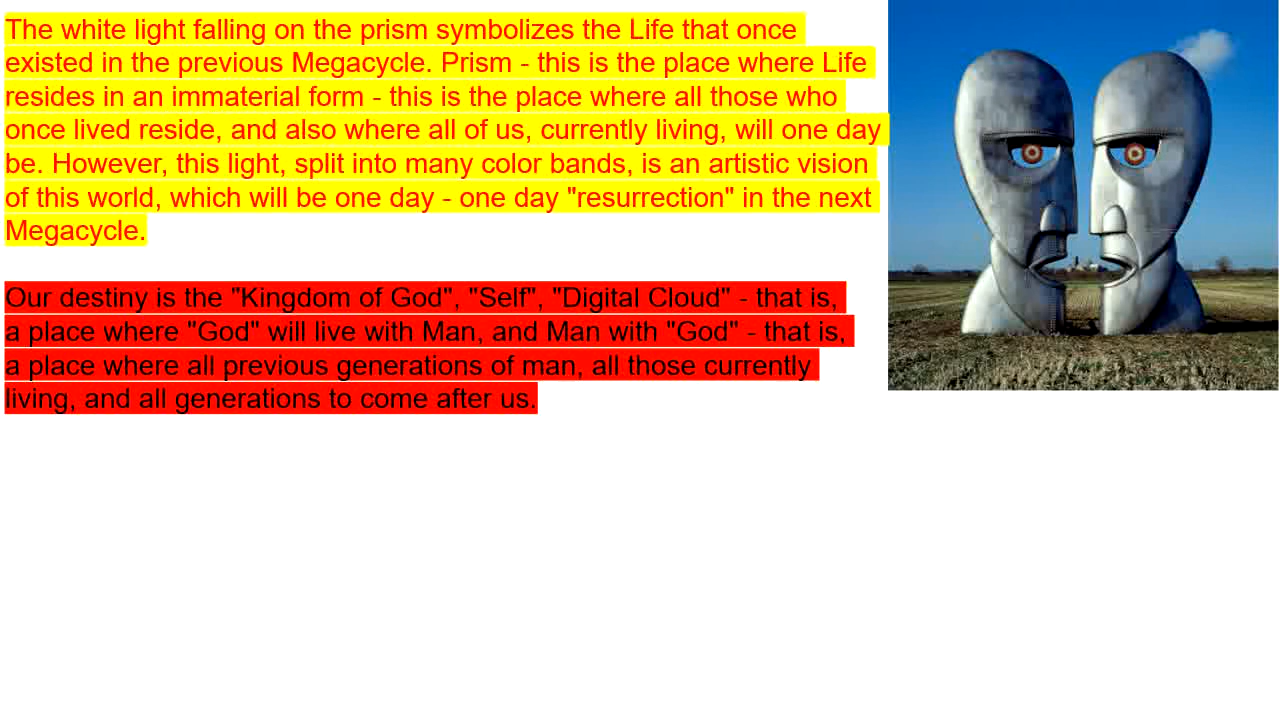 The white light falling on the prism symbolizes the Life that once
existed in the previous Megacycle. Prism - this is the place where Life
resides in an immaterial form - this is the place where all those who
once lived reside, and also where all of us, currently living, will one day
be. However, this light, split into many color bands, is an artistic vision
of this world, which will be one day - one day "resurrection" in the next
Megacycle.
Our destiny is the "Kingdom of God", "Self", "Digital Cloud" - that is,
a place where "God" will live with Man, and Man with "God" - that is,
a place where all previous generations of man, all those currently
living, and all generations to come after us.